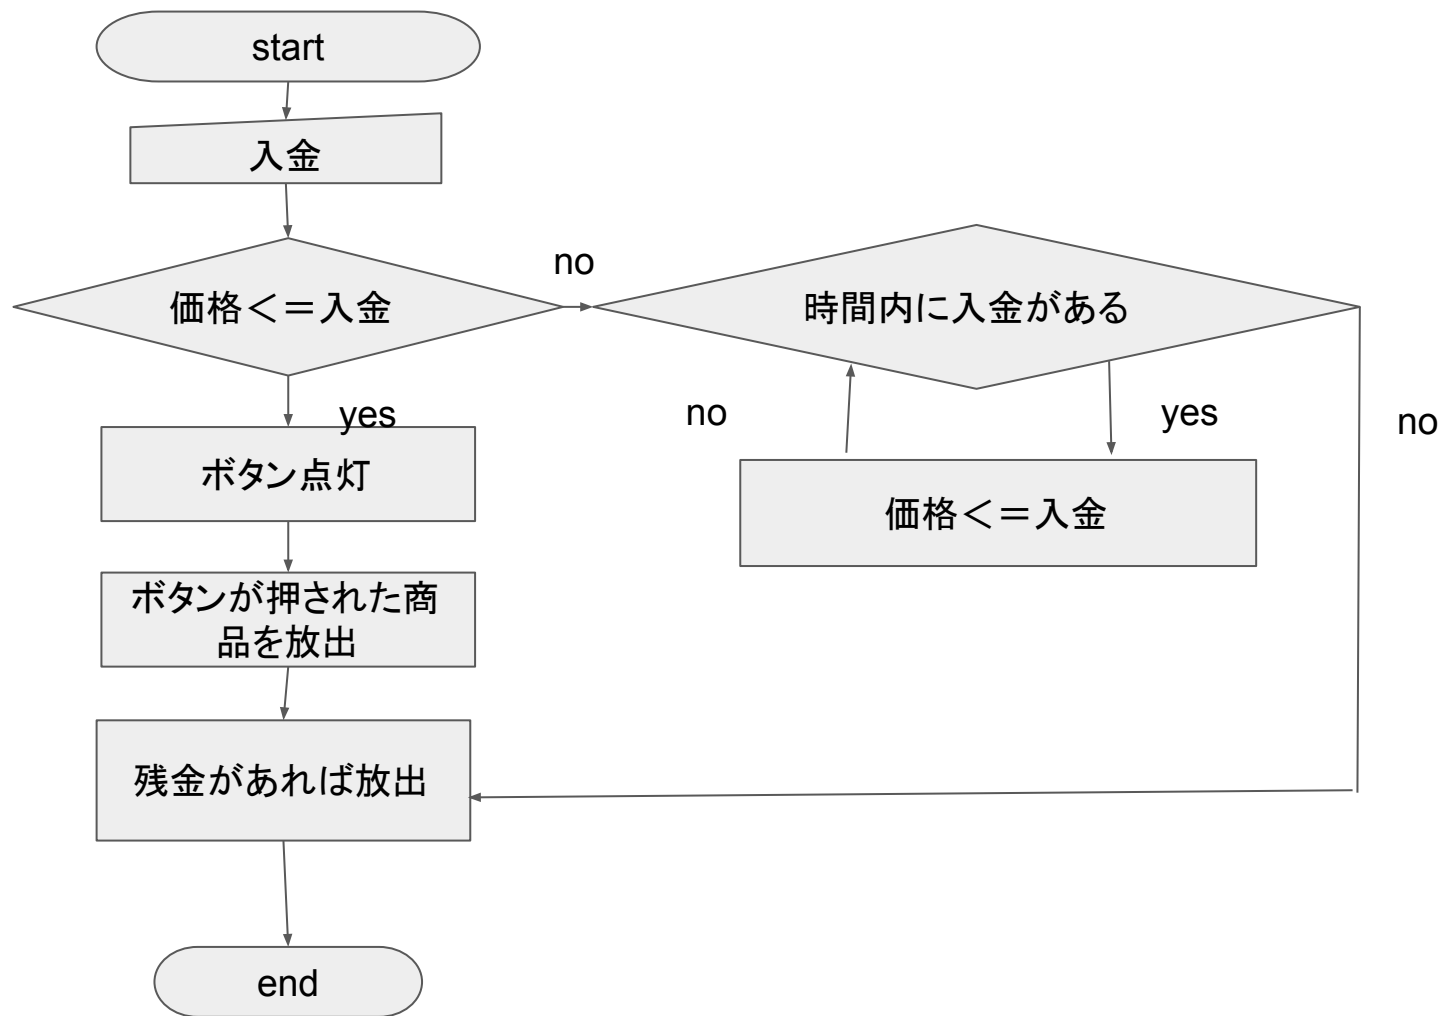 start
入金
価格＜＝入金
no
時間内に入金がある
yes
no
yes
no
ボタン点灯
価格＜＝入金
ボタンが押された商
品を放出
残金があれば放出
end